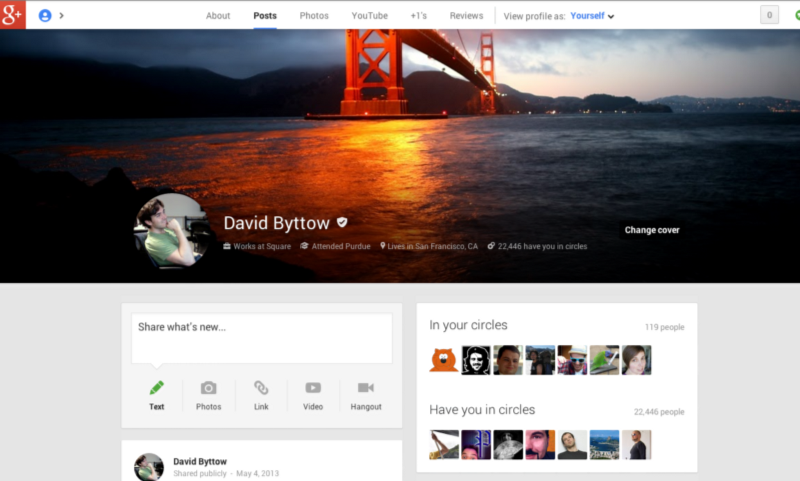 g+
About Posts Photos YouTube +1's Reviews View profile as: Yourself 0
David Byttow
Works at Square Attended Purdue Lives in San Francisco, CA 22,446 have you in circles
Change cover
Share what's new...
Text Photos Link Video Hangout
In your circles 119 people
Have you in circles 22,446 people
David Byttow
Shared publicly - May 4, 2013